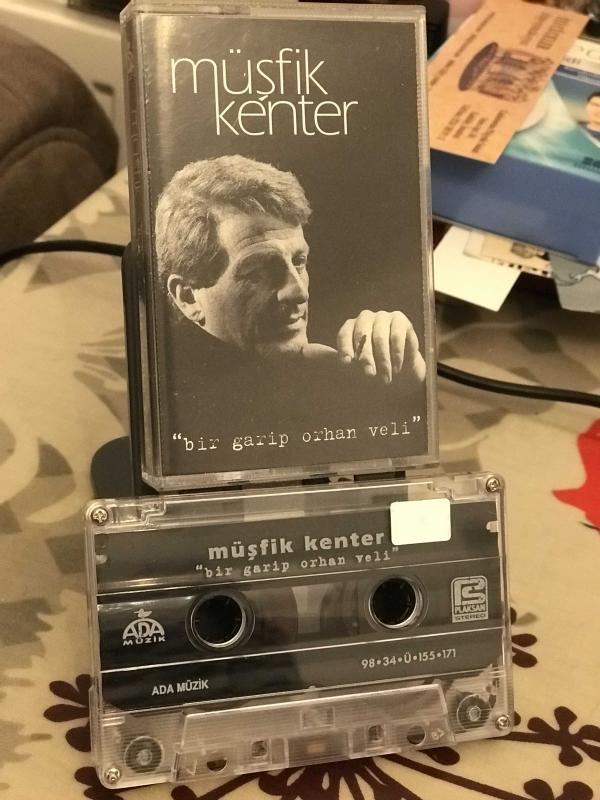 müşfik
kenter
“bir garip orhan veli”
müşfik kenter
“bir garip orhan veli”
ADA
MÜZİK
PLAKSAN
STEREO
ADA MÜZİK
98•34•Ü•155•171